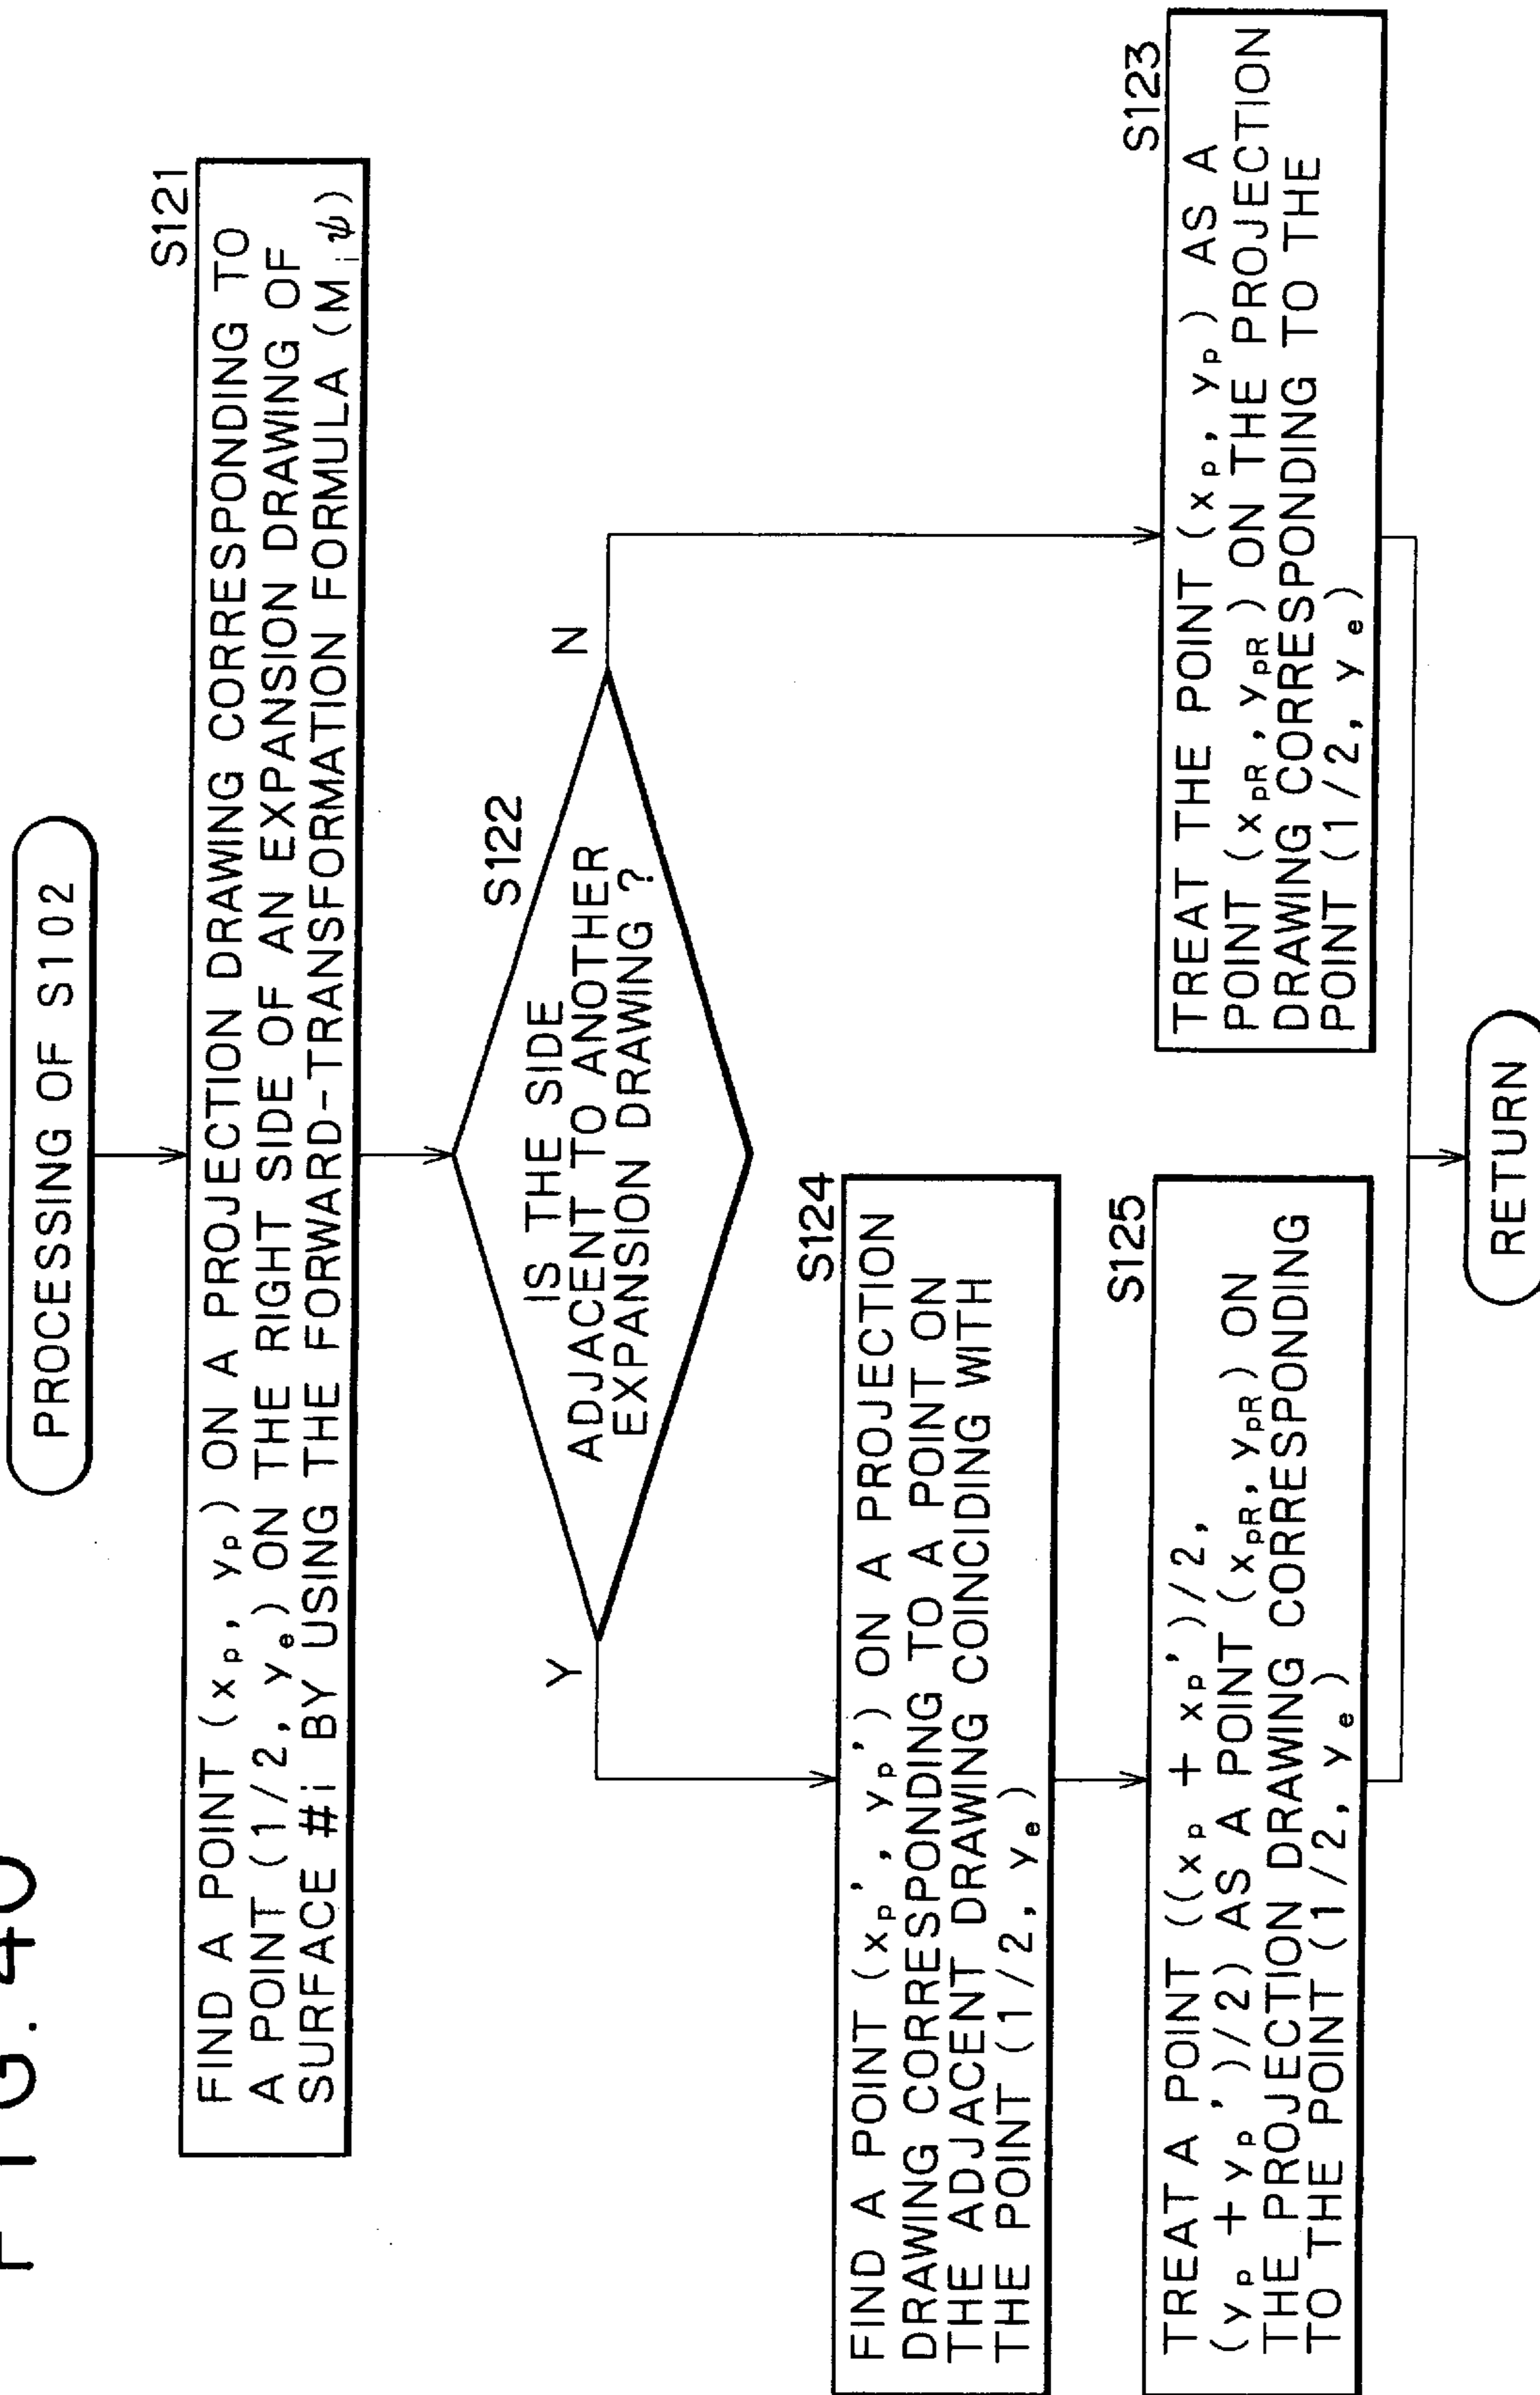 FIG. 40
PROCESSING OF S102
S121
FIND A POINT (xp, yp) ON A PROJECTION DRAWING CORRESPONDING TO
A POINT (1/2, ye) ON THE RIGHT SIDE OF AN EXPANSION DRAWING OF
SURFACE #i BY USING THE FORWARD-TRANSFORMATION FORMULA (Miψ)
S122
IS THE SIDE
ADJACENT TO ANOTHER
EXPANSION DRAWING ?
Y
N
S124
FIND A POINT (xp', yp') ON A PROJECTION
DRAWING CORRESPONDING TO A POINT ON
THE ADJACENT DRAWING COINCIDING WITH
THE POINT (1/2, ye)
S125
TREAT A POINT ((xp + xp')/2,
(yp + yp')/2) AS A POINT (xpR, ypR) ON
THE PROJECTION DRAWING CORRESPONDING
TO THE POINT (1/2, ye)
S123
TREAT THE POINT (xp, yp) AS A
POINT (xpR, ypR) ON THE PROJECTION
DRAWING CORRESPONDING TO THE
POINT (1/2, ye)
RETURN